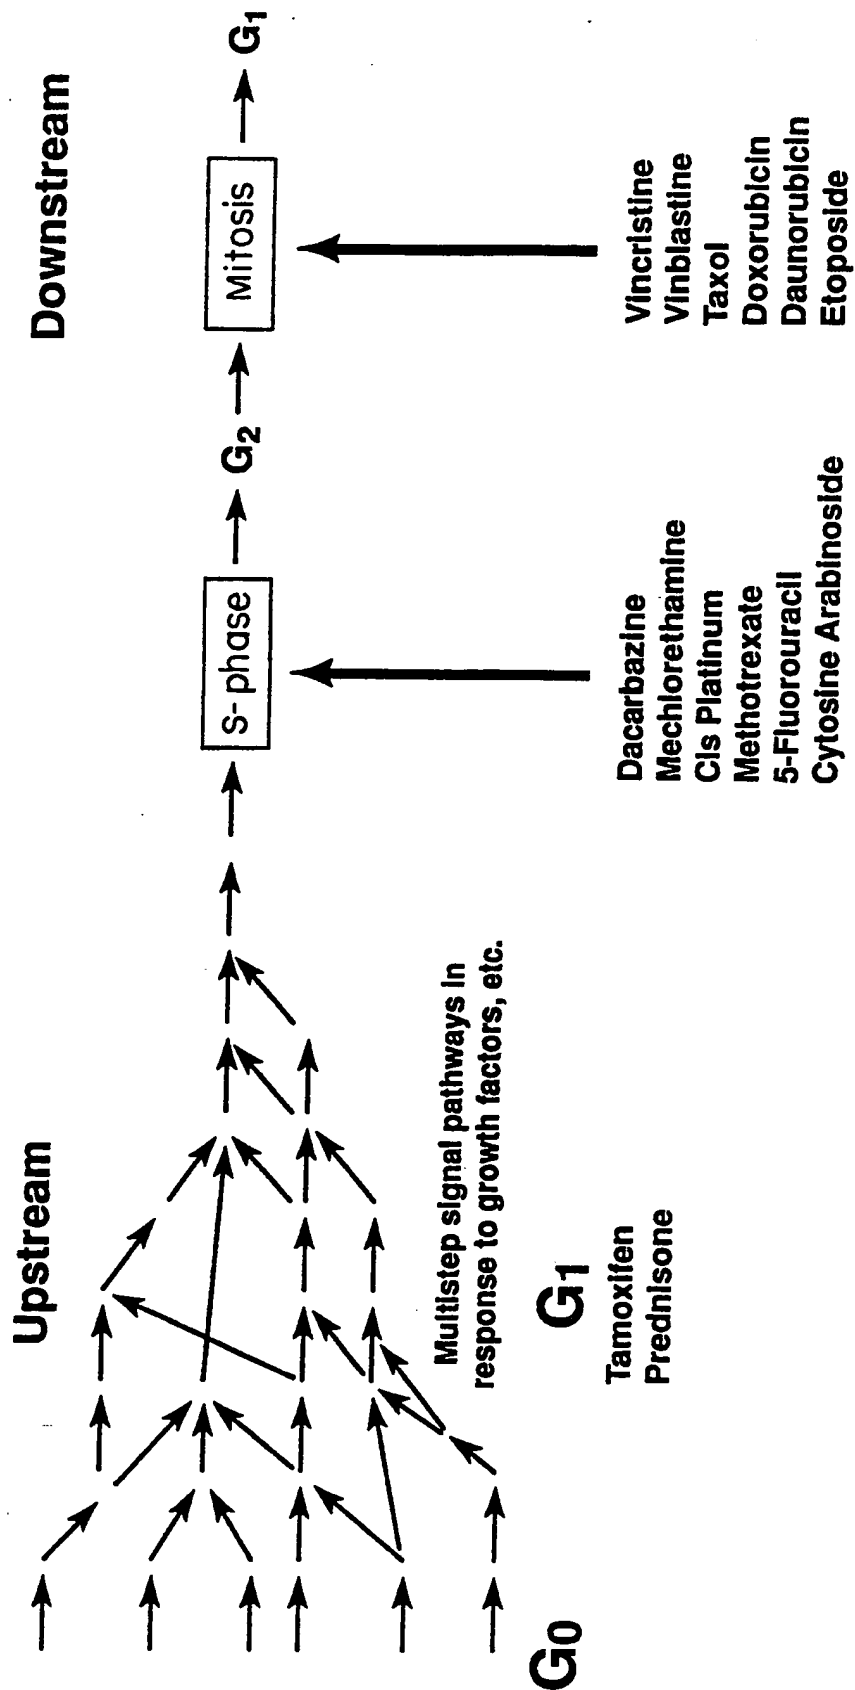 Upstream
Downstream
S-phase
G2
Mitosis
G1
Multistep signal pathways in
response to growth factors, etc.
G0
G1
Tamoxifen
Prednisone
Dacarbazine
Mechlorethamine
Cis Platinum
Methotrexate
5-Fluorouracil
Cytosine Arabinoside
Vincristine
Vinblastine
Taxol
Doxorubicin
Daunorubicin
Etoposide